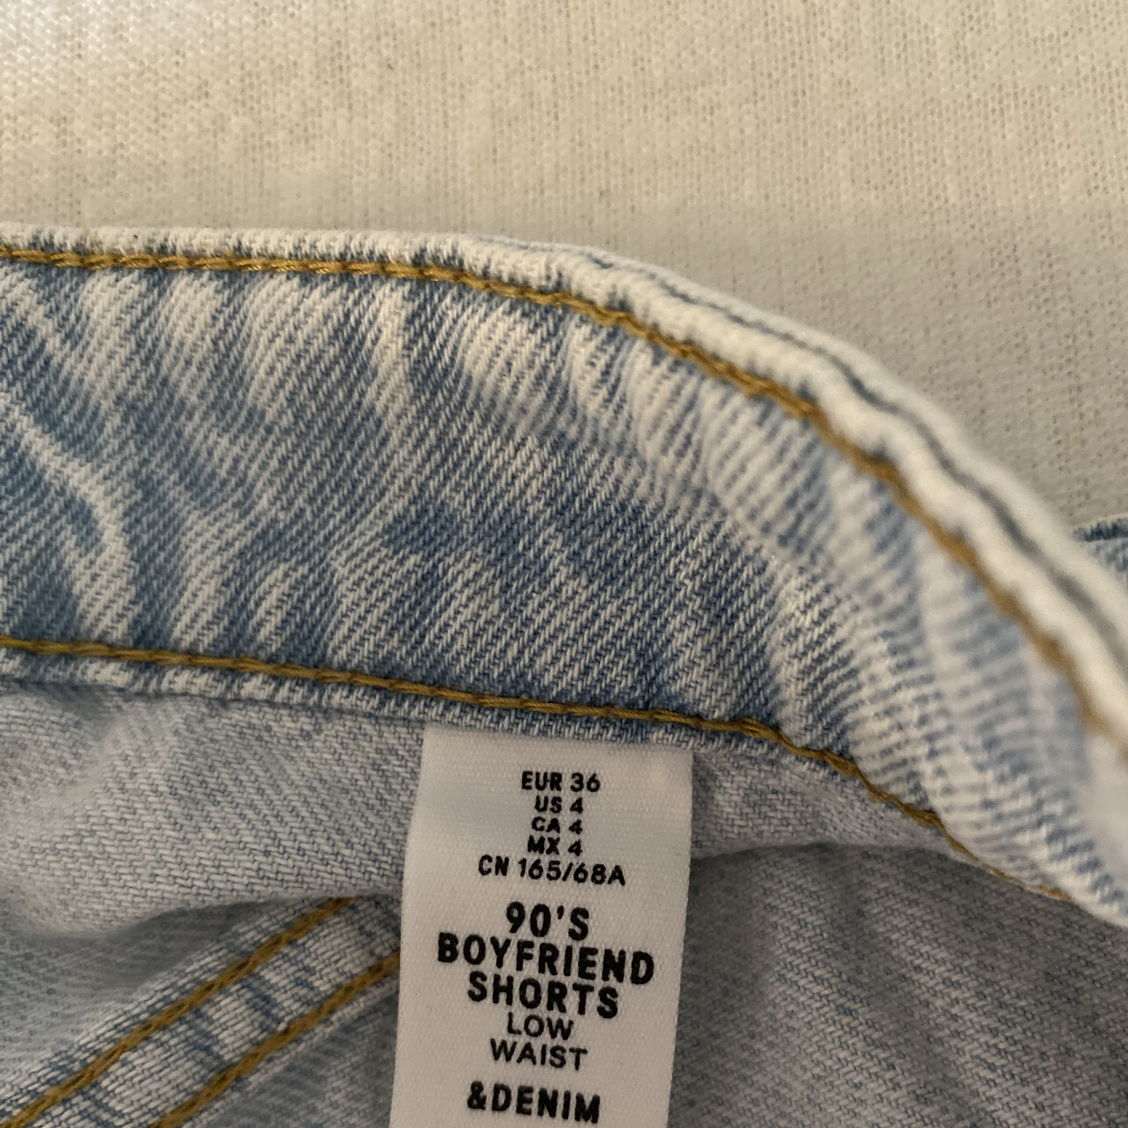 EUR 36
US 4
CA 4
MX 4
CN 165/68A
90'S
BOYFRIEND
SHORTS
LOW
WAIST
&DENIM